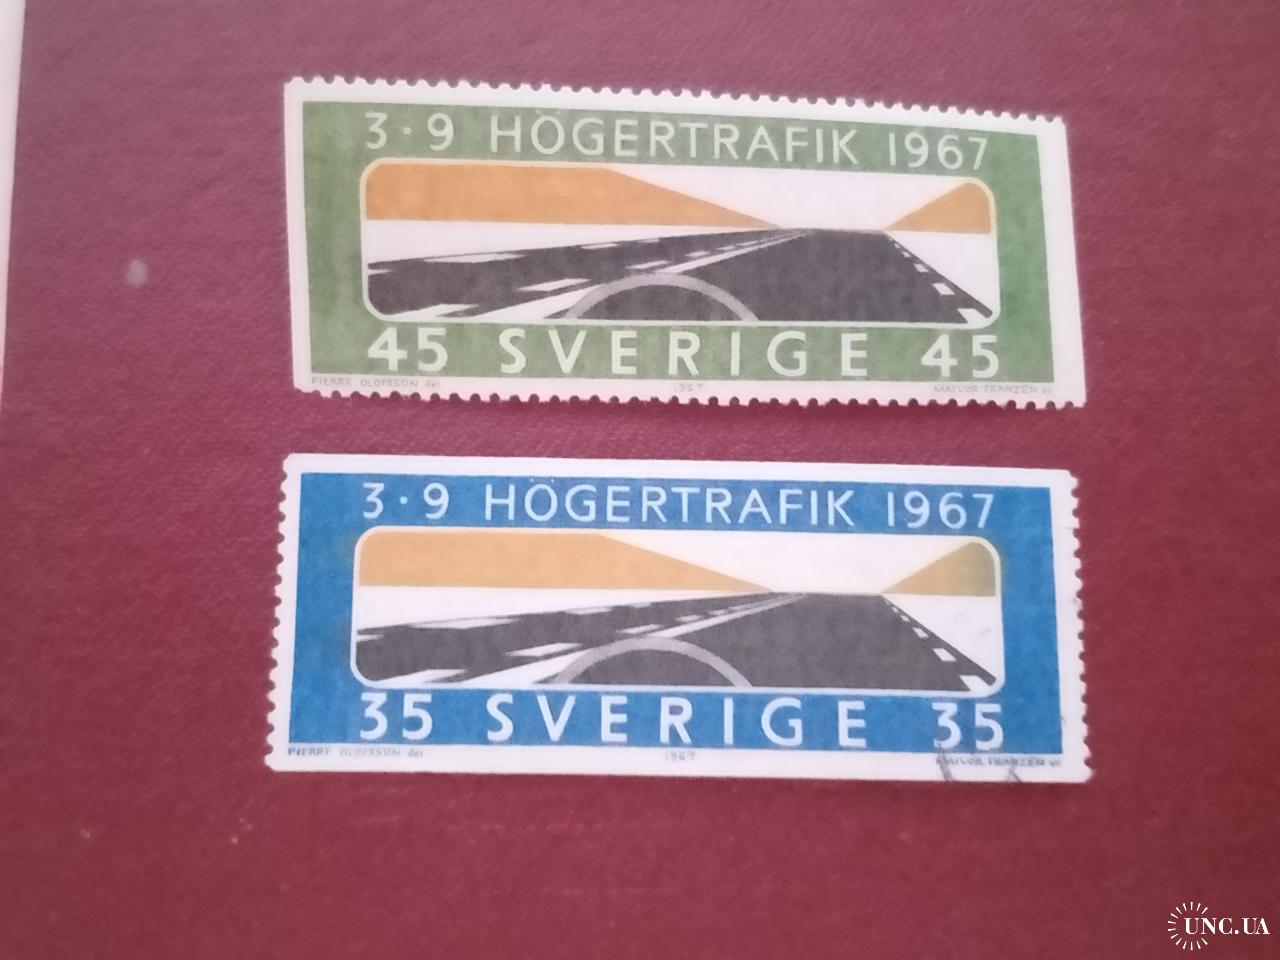 3·9 HÖGERTRAFIK 1967
45 SVERIGE 45
PIERRE OLOFSSON del 1967 MAJVOR FRANZÉN sc
3·9 HÖGERTRAFIK 1967
35 SVERIGE 35
PIERRE OLOFSSON del 1967 MAJVOR FRANZÉN sc
UNC.UA